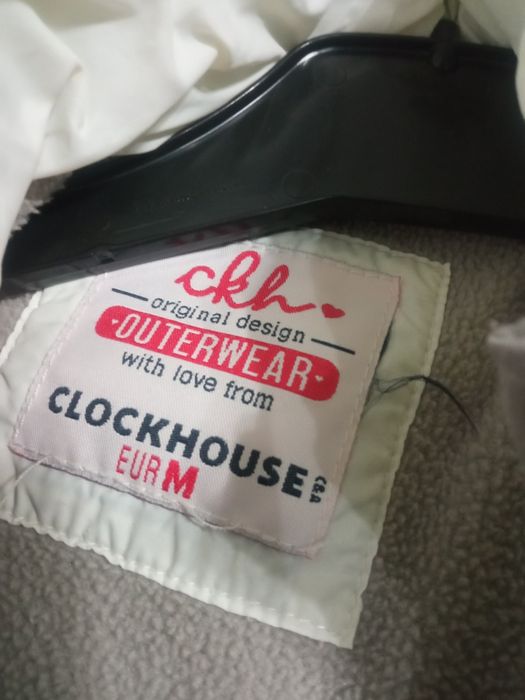 ckh
original design
OUTERWEAR
with love from
CLOCKHOUSE C&A
EUR M